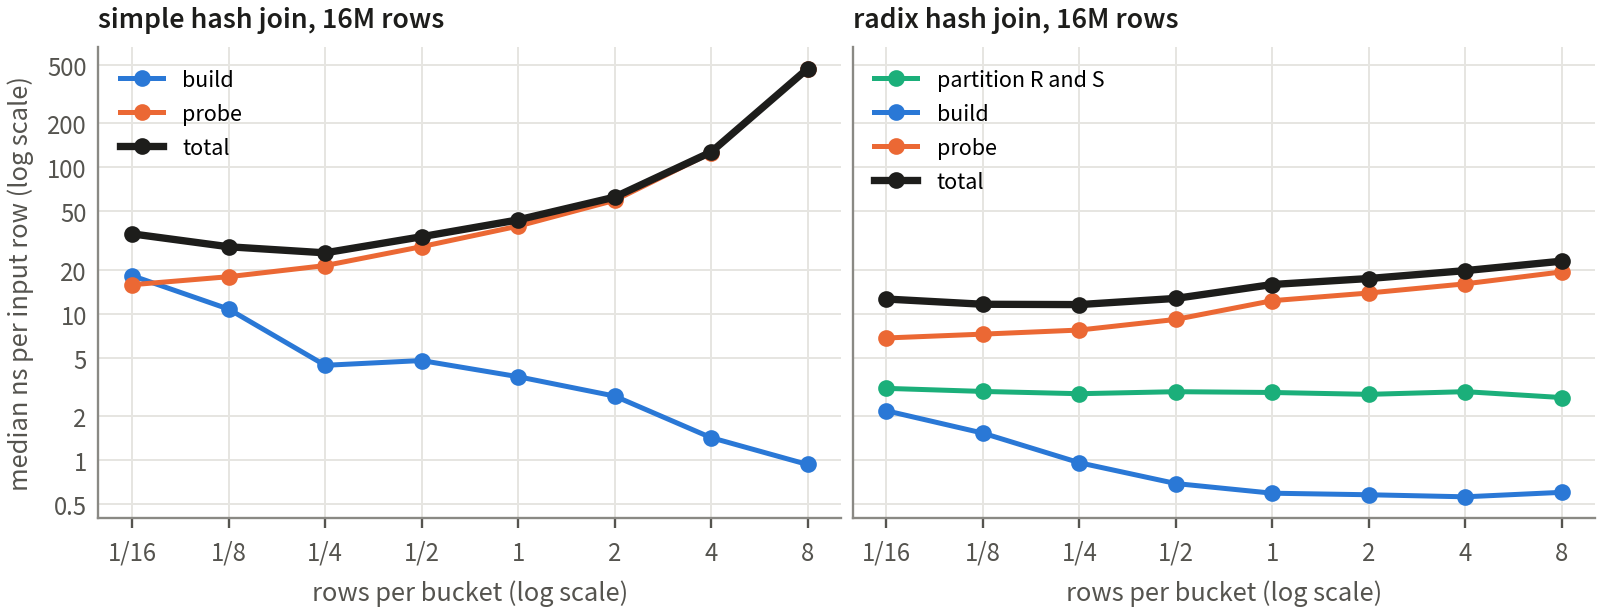 simple hash join, 16M rows
median ns per input row (log scale)
500
200
100
50
20
10
5
2
1
0.5
build
probe
total
1/16 1/8 1/4 1/2 1 2 4 8
rows per bucket (log scale)
radix hash join, 16M rows
partition R and S
build
probe
total
1/16 1/8 1/4 1/2 1 2 4 8
rows per bucket (log scale)